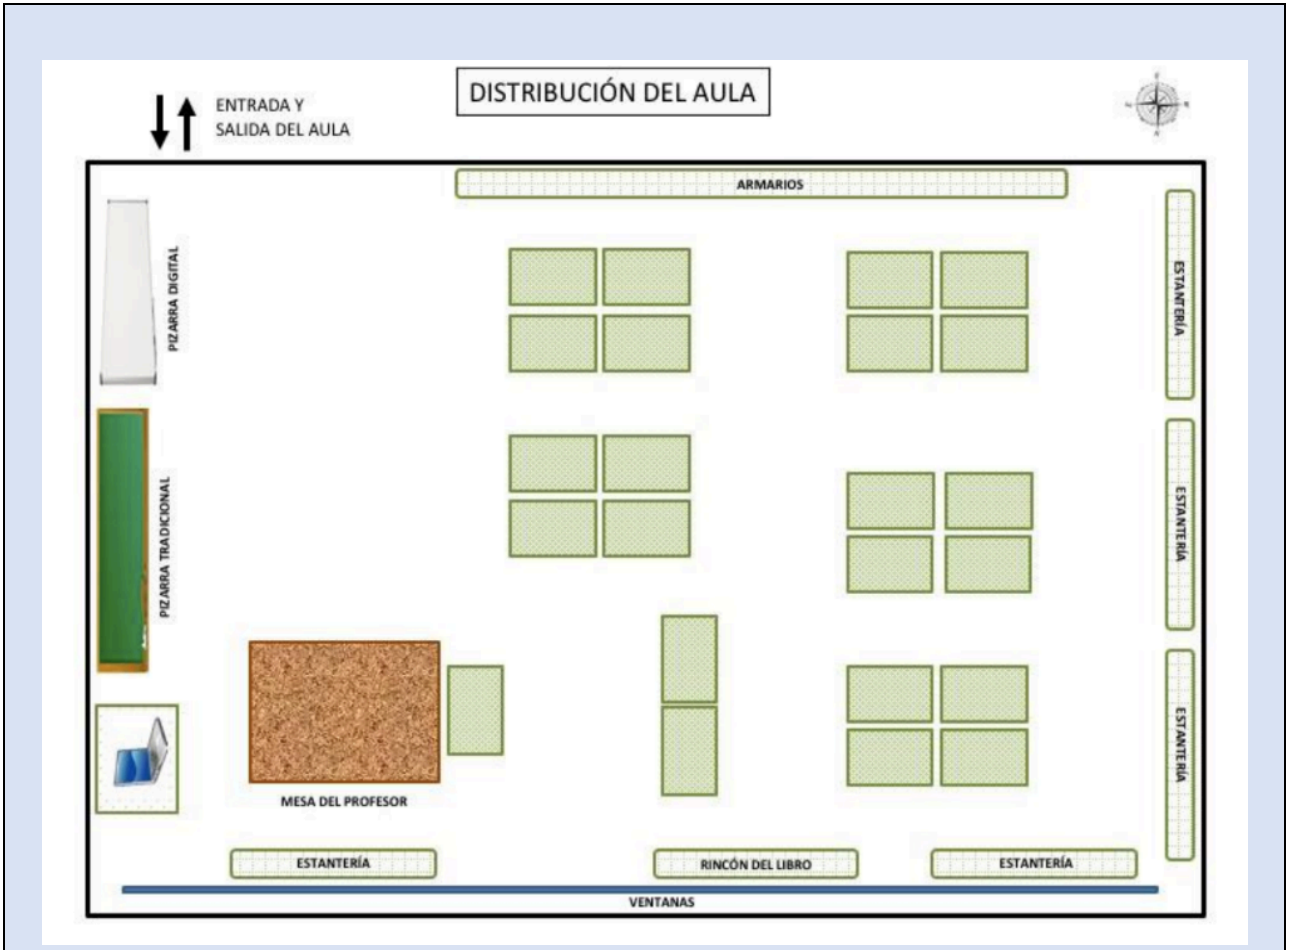 DISTRIBUCIÓN DEL AULA
ENTRADA Y
SALIDA DEL AULA
ARMARIOS
PIZARRA DIGITAL
ESTANTERÍA
PIZARRA TRADICIONAL
ESTANTERÍA
ESTANTERÍA
MESA DEL PROFESOR
ESTANTERÍA
RINCÓN DEL LIBRO
ESTANTERÍA
VENTANAS